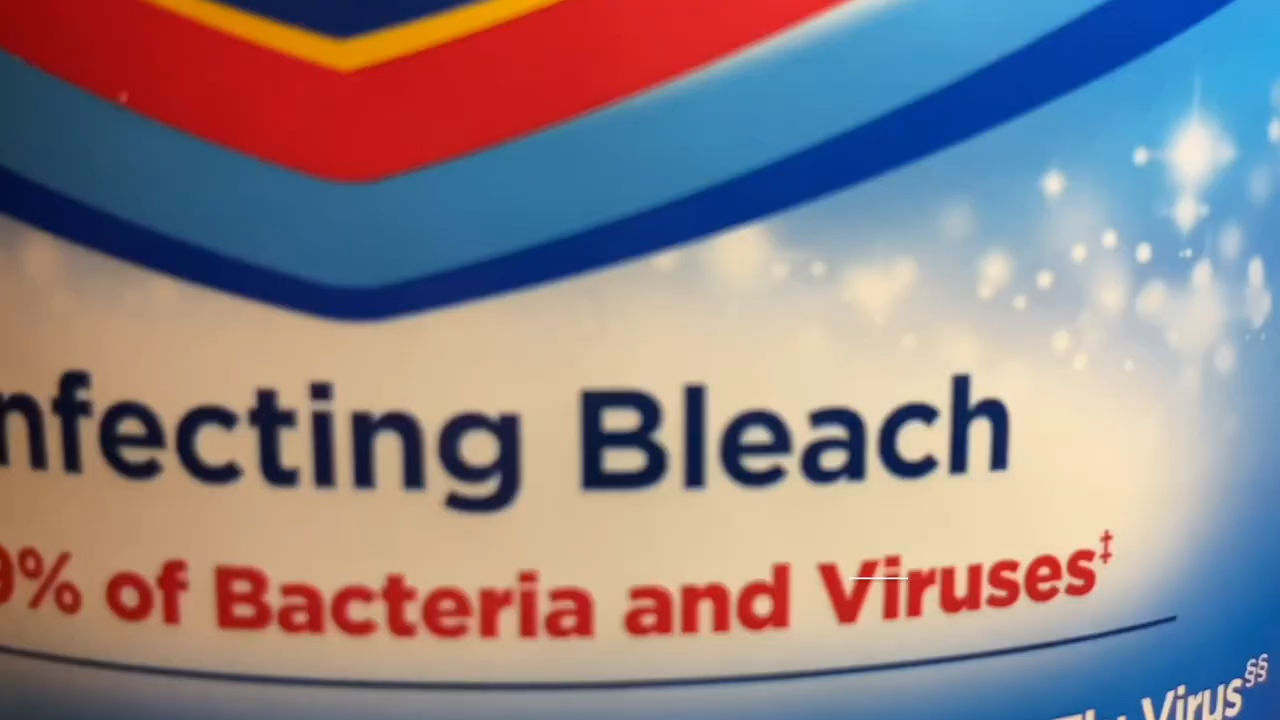 nfecting Bleach
9% of Bacteria and Viruses‡
Virus§§